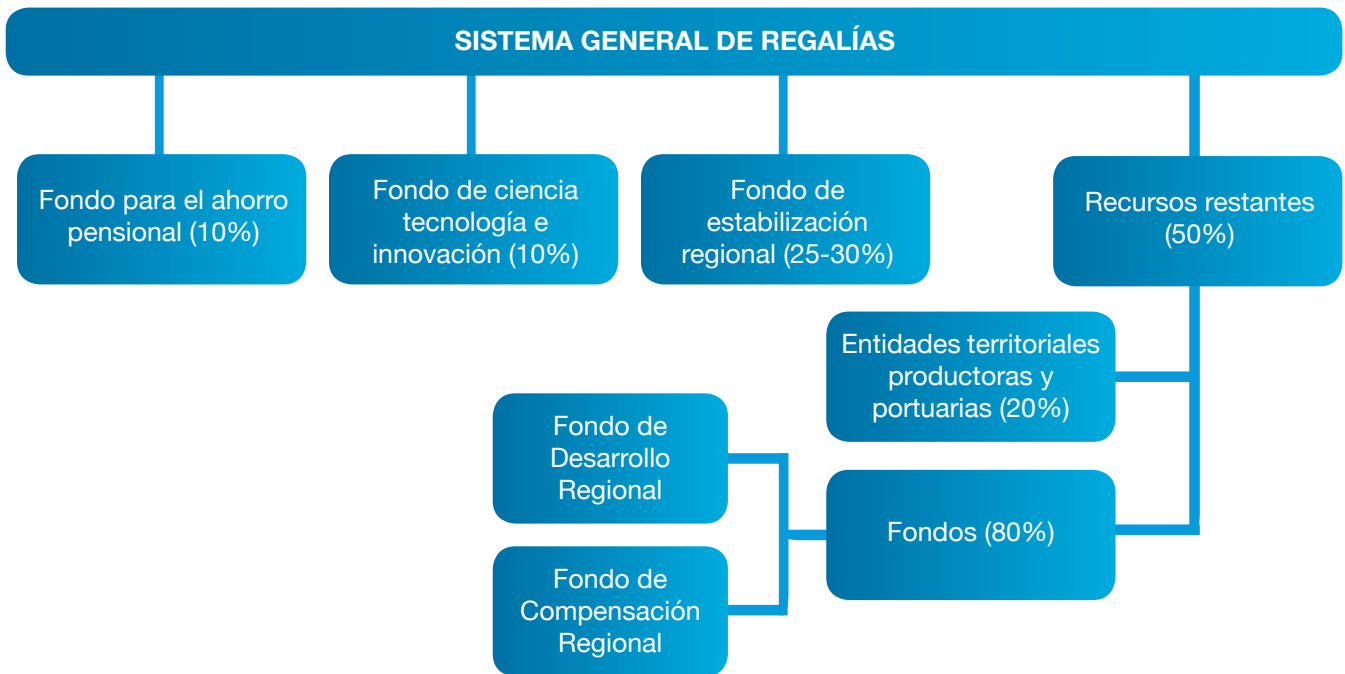 SISTEMA GENERAL DE REGALÍAS
Fondo para el ahorro
pensional (10%)
Fondo de ciencia
tecnología e
innovación (10%)
Fondo de
estabilización
regional (25-30%)
Recursos restantes
(50%)
Entidades territoriales
productoras y
portuarias (20%)
Fondo de
Desarrollo
Regional
Fondos (80%)
Fondo de
Compensación
Regional